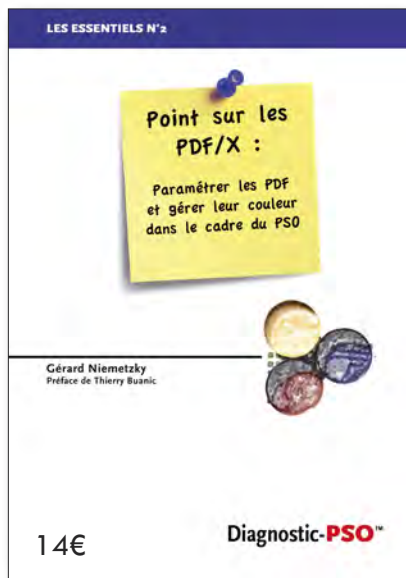 LES ESSENTIELS N°2
Point sur les
PDF/X :
Paramétrer les PDF
et gérer leur couleur
dans le cadre du PSO
Gérard Niemetzky
Préface de Thierry Buanic
14€
Diagnostic-PSO™